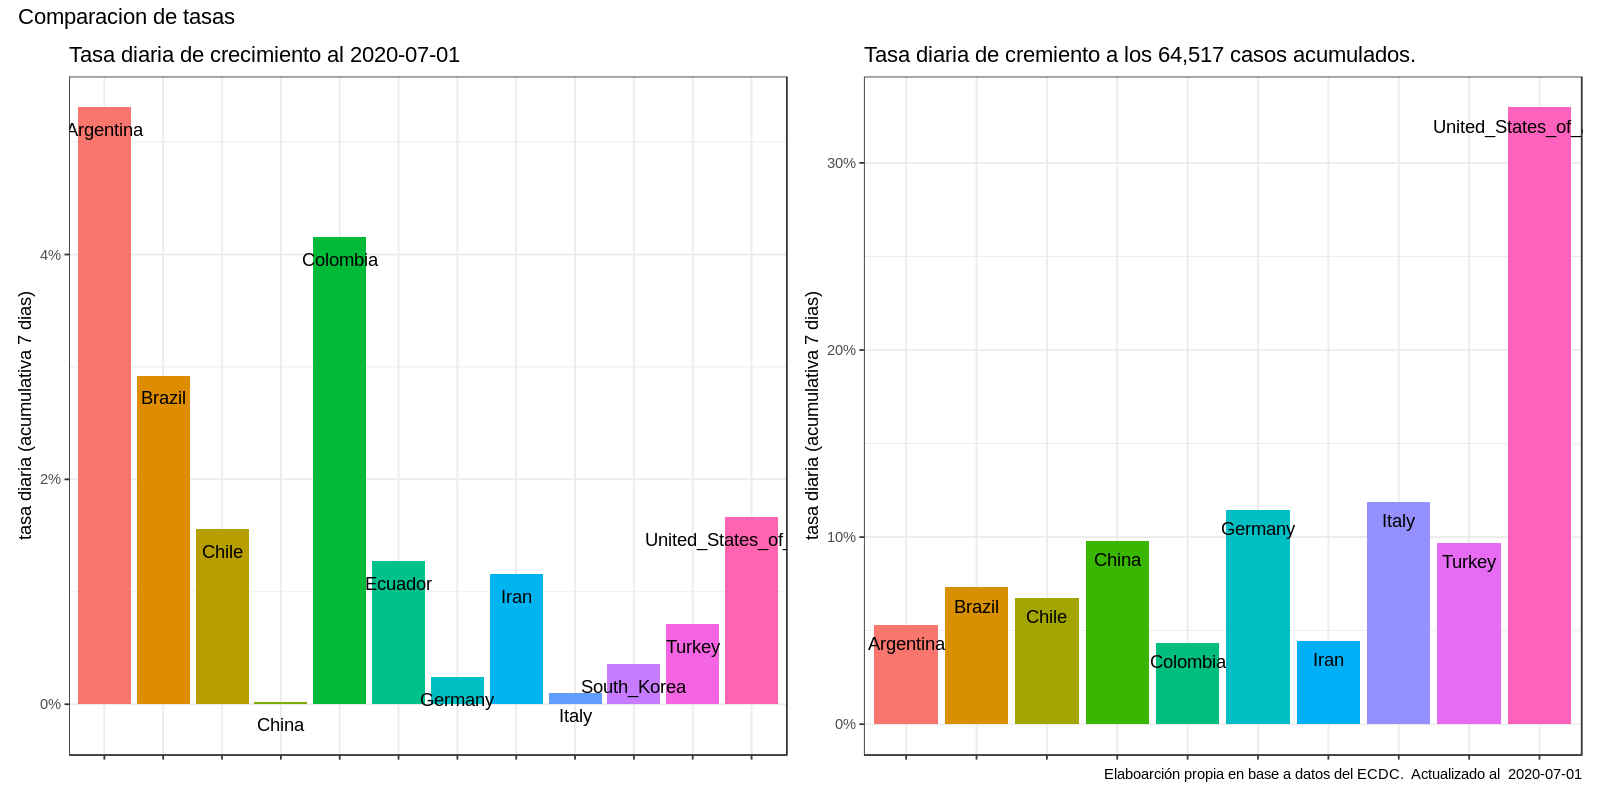 Comparacion de tasas
Tasa diaria de crecimiento al 2020-07-01
tasa diaria (acumulativa 7 dias)
4%
2%
0%
Argentina
Brazil
Chile
China
Colombia
Ecuador
Germany
Iran
Italy
South_Korea
Turkey
United_States_of_
Tasa diaria de cremiento a los 64,517 casos acumulados.
tasa diaria (acumulativa 7 dias)
30%
20%
10%
0%
Argentina
Brazil
Chile
China
Colombia
Germany
Iran
Italy
Turkey
United_States_of_
Elaboarción propia en base a datos del ECDC. Actualizado al 2020-07-01